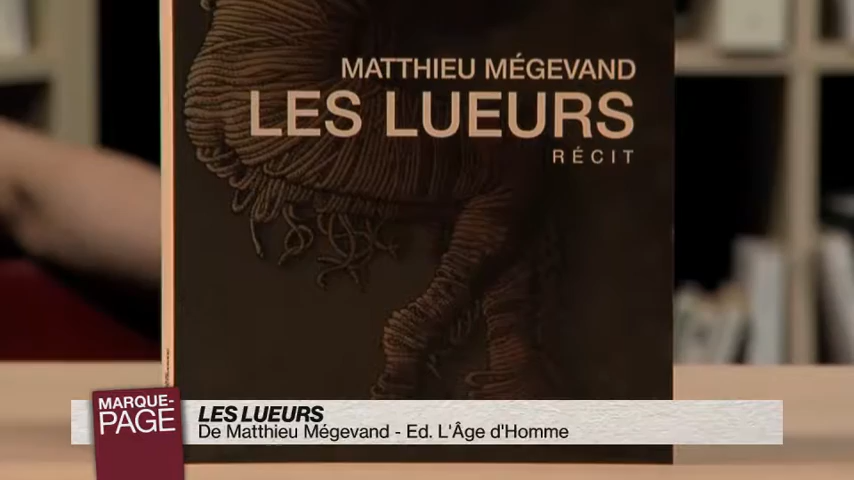 MATTHIEU MÉGEVAND
LES LUEURS
RÉCIT
MARQUE-
PAGE
LES LUEURS
De Matthieu Mégevand - Ed. L'Âge d'Homme